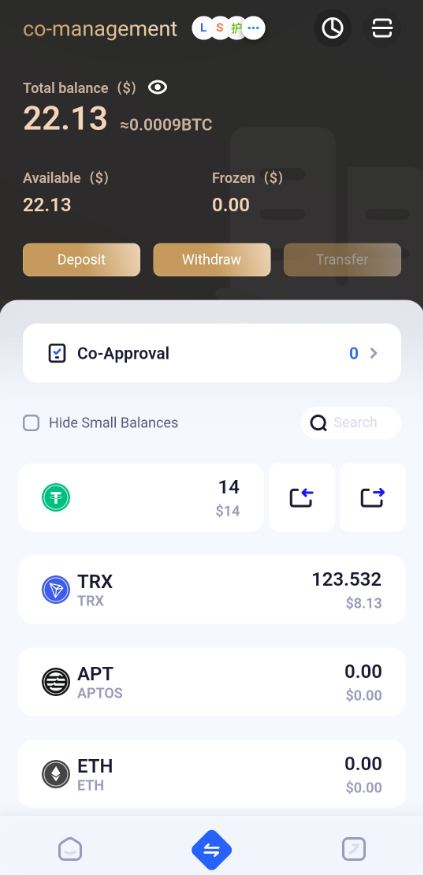 co-management L S 护 ...
Total balance ($)
22.13 ≈0.0009BTC
Available ($) Frozen ($)
22.13 0.00
Deposit Withdraw Transfer
Co-Approval 0
Hide Small Balances Search
14
$14
TRX 123.532
TRX $8.13
APT 0.00
APTOS $0.00
ETH 0.00
ETH $0.00